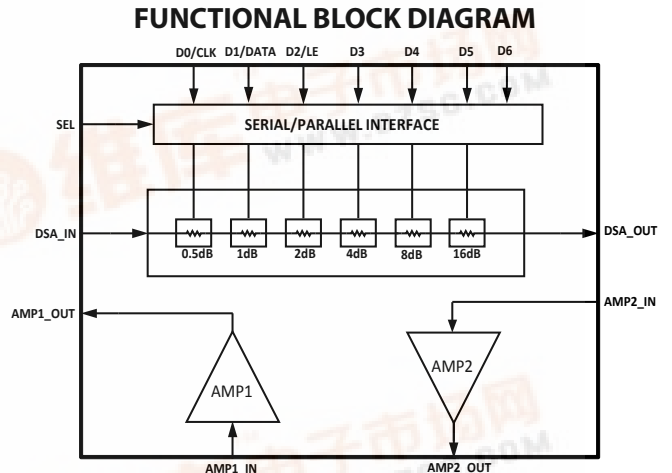 FUNCTIONAL BLOCK DIAGRAM
D0/CLK D1/DATA D2/LE D3 D4 D5 D6
SEL
SERIAL/PARALLEL INTERFACE
DSA_IN
DSA_OUT
0.5dB 1dB 2dB 4dB 8dB 16dB
AMP1_OUT
AMP2_IN
AMP1
AMP2
AMP1_IN
AMP2_OUT